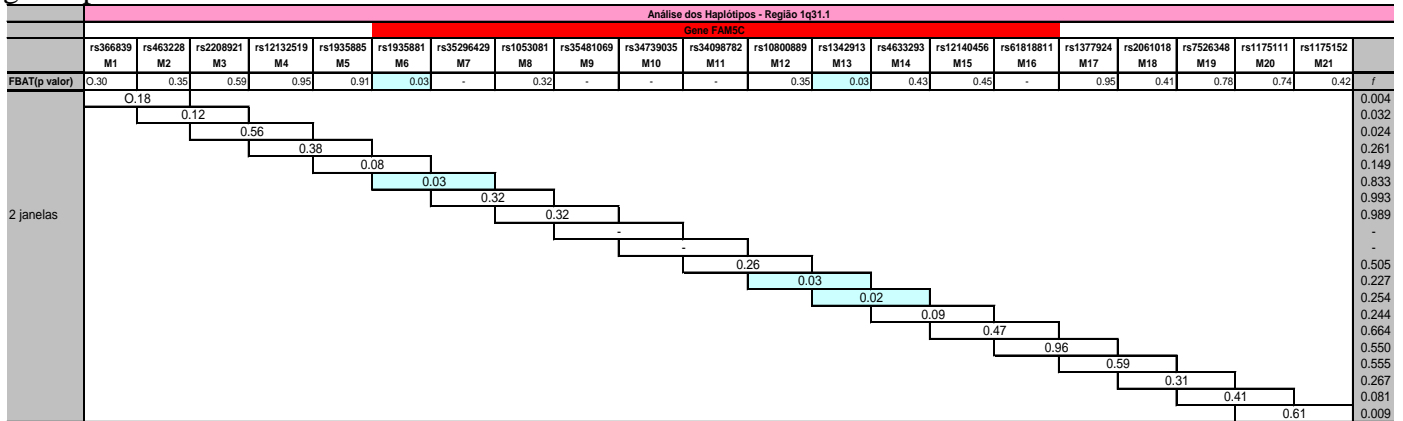 Análise dos Haplótipos - Região 1q31.1
Gene FAM5C
rs366839 rs463228 rs2208921 rs12132519 rs1935885 rs1935881 rs35296429 rs1053081 rs35481069 rs34739035 rs34098782 rs10800889 rs1342913 rs4633293 rs12140456 rs61818811 rs1377924 rs2061018 rs7526348 rs1175111 rs1175152
M1 M2 M3 M4 M5 M6 M7 M8 M9 M10 M11 M12 M13 M14 M15 M16 M17 M18 M19 M20 M21
FBAT(p valor) O.30 0.35 0.59 0.95 0.91 0.03 - 0.32 - - - 0.35 0.03 0.43 0.45 - 0.95 0.41 0.78 0.74 0.42 f
O.18 0.004
0.12 0.032
0.56 0.024
0.38 0.261
0.08 0.149
0.03 0.833
0.32 0.993
2 janelas 0.32 0.989
- -
- -
0.26 0.505
0.03 0.227
0.02 0.254
0.09 0.244
0.47 0.664
0.96 0.550
0.59 0.555
0.31 0.267
0.41 0.081
0.61 0.009